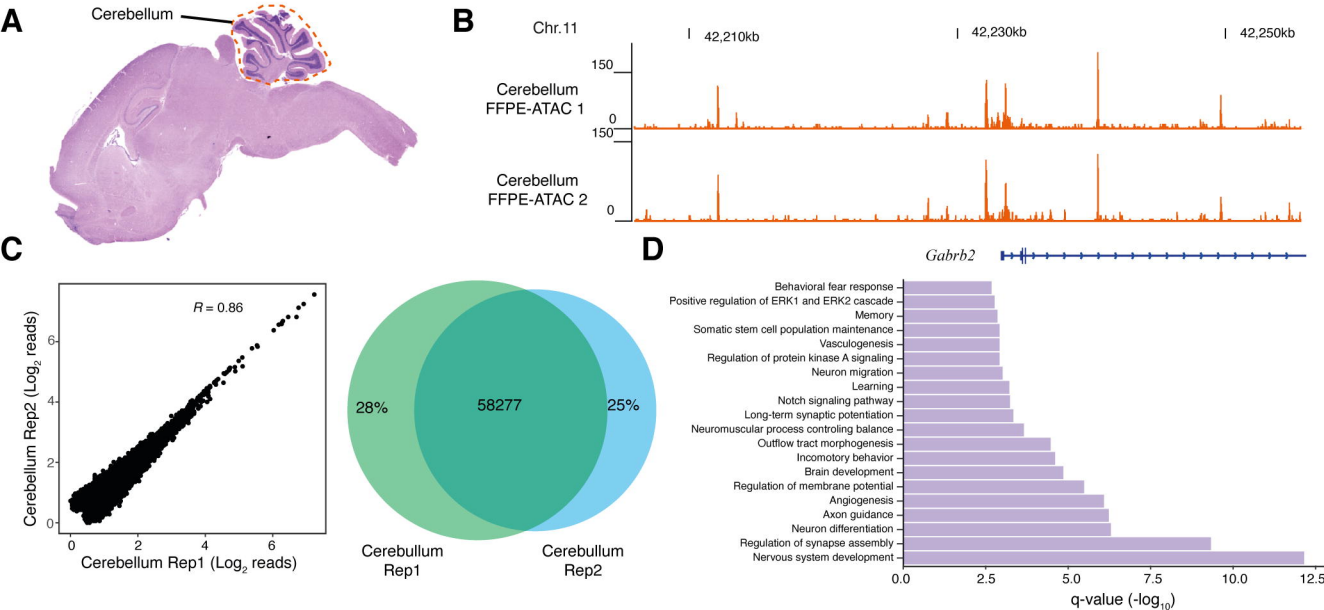 A
Cerebellum
B
Chr.11
42,210kb
42,230kb
42,250kb
150
Cerebellum
FFPE-ATAC 1
0
150
Cerebellum
FFPE-ATAC 2
0
Gabrb2
C
R = 0.86
Cerebellum Rep2 (Log2 reads)
6
4
2
0
0 2 4 6
Cerebellum Rep1 (Log2 reads)
28%
58277
25%
Cerebullum
Rep1
Cerebullum
Rep2
D
Behavioral fear response
Positive regulation of ERK1 and ERK2 cascade
Memory
Somatic stem cell population maintenance
Vasculogenesis
Regulation of protein kinase A signaling
Neuron migration
Learning
Notch signaling pathway
Long-term synaptic potentiation
Neuromuscular process controling balance
Outflow tract morphogenesis
Incomotory behavior
Brain development
Regulation of membrane potential
Angiogenesis
Axon guidance
Neuron differentiation
Regulation of synapse assembly
Nervous system development
0.0 2.5 5.0 7.5 10.0 12.5
q-value (-log10)